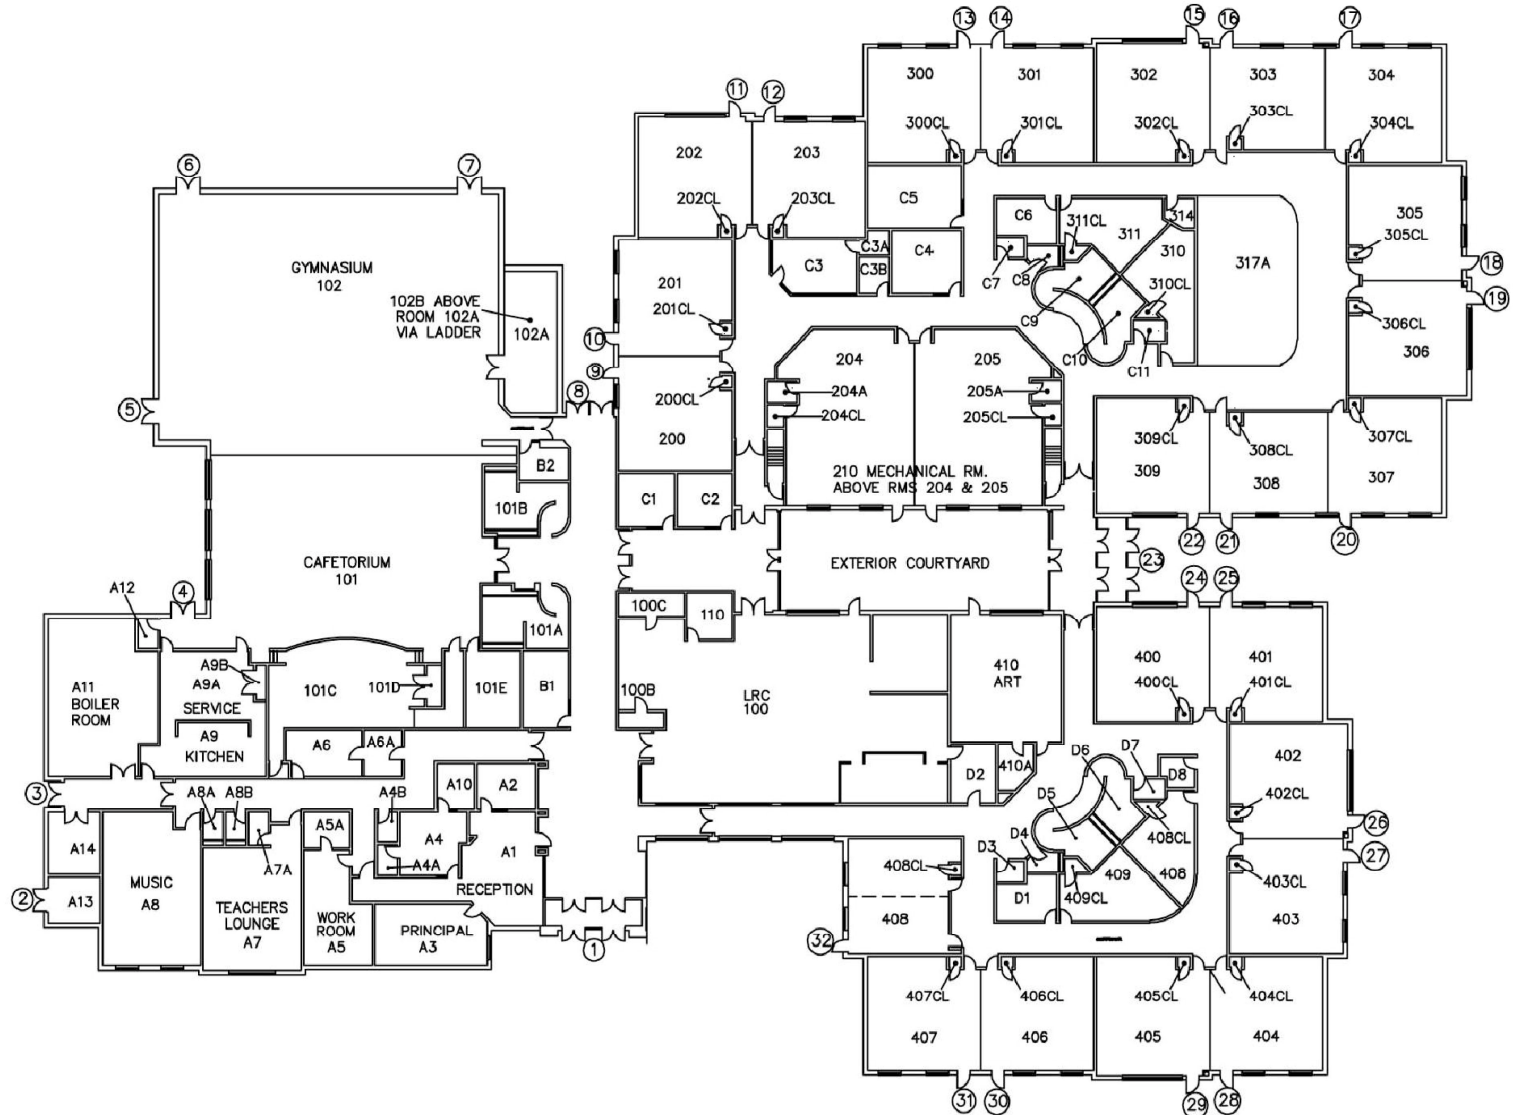 13
14
15
16
17
300
301
302
303
304
300CL
301CL
302CL
303CL
304CL
11
12
202
203
202CL
203CL
C5
6
7
C6
311CL
314
311
310
305
305CL
C3A
C4
C3
C3B
C7
C8
317A
18
GYMNASIUM
102
201
201CL
310CL
19
102B ABOVE
ROOM 102A
VIA LADDER
102A
C9
306CL
10
C10
C11
306
204
205
9
8
200CL
204A
205A
5
204CL
205CL
200
309CL
308CL
307CL
309
308
307
B2
210 MECHANICAL RM.
ABOVE RMS 204 & 205
101B
C1
C2
22
21
20
CAFETORIUM
101
EXTERIOR COURTYARD
23
A12
4
24
25
100C
110
101A
A11
BOILER
ROOM
A9B
A9A
SERVICE
A9
KITCHEN
101C
101D
101E
B1
100B
LRC
100
410
ART
400
400CL
401
401CL
A6
A6A
D6
D7
402
3
A8A
A8B
A4B
A10
A2
D2
410A
D8
D5
402CL
A5A
A4
408CL
26
A14
A7A
A4A
A1
D3
D4
27
2
A13
MUSIC
A8
RECEPTION
408CL
409
408
403CL
TEACHERS
LOUNGE
A7
WORK
ROOM
A5
PRINCIPAL
A3
D1
409CL
408
403
1
32
407CL
406CL
405CL
404CL
407
406
405
404
31
30
29
28